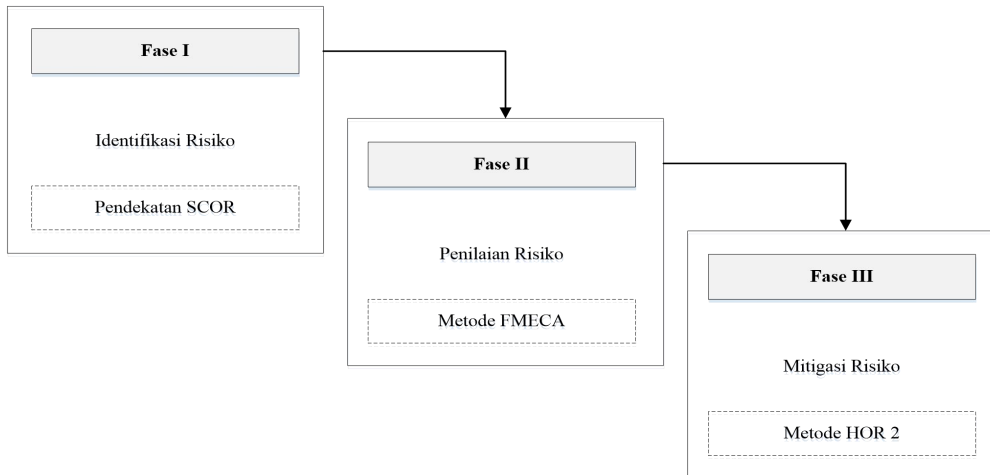 Fase I
Identifikasi Risiko
Pendekatan SCOR
Fase II
Penilaian Risiko
Metode FMECA
Fase III
Mitigasi Risiko
Metode HOR 2